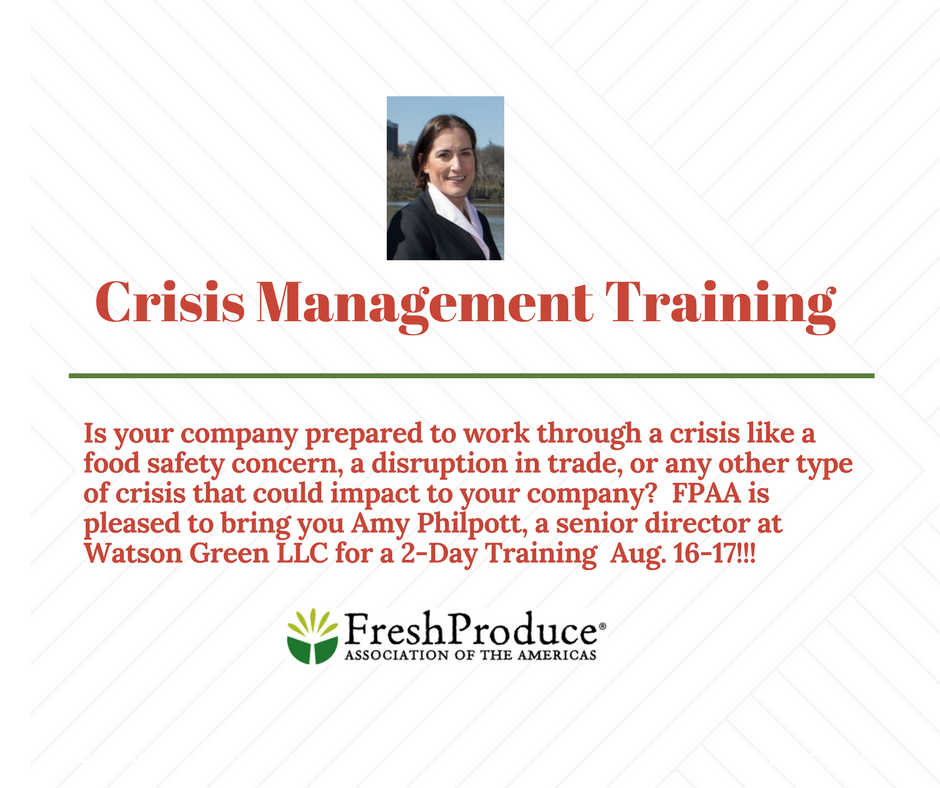 Crisis Management Training
Is your company prepared to work through a crisis like a
food safety concern, a disruption in trade, or any other type
of crisis that could impact to your company?  FPAA is
pleased to bring you Amy Philpott, a senior director at
Watson Green LLC for a 2-Day Training  Aug. 16-17!!!
FreshProduce®
ASSOCIATION OF THE AMERICAS